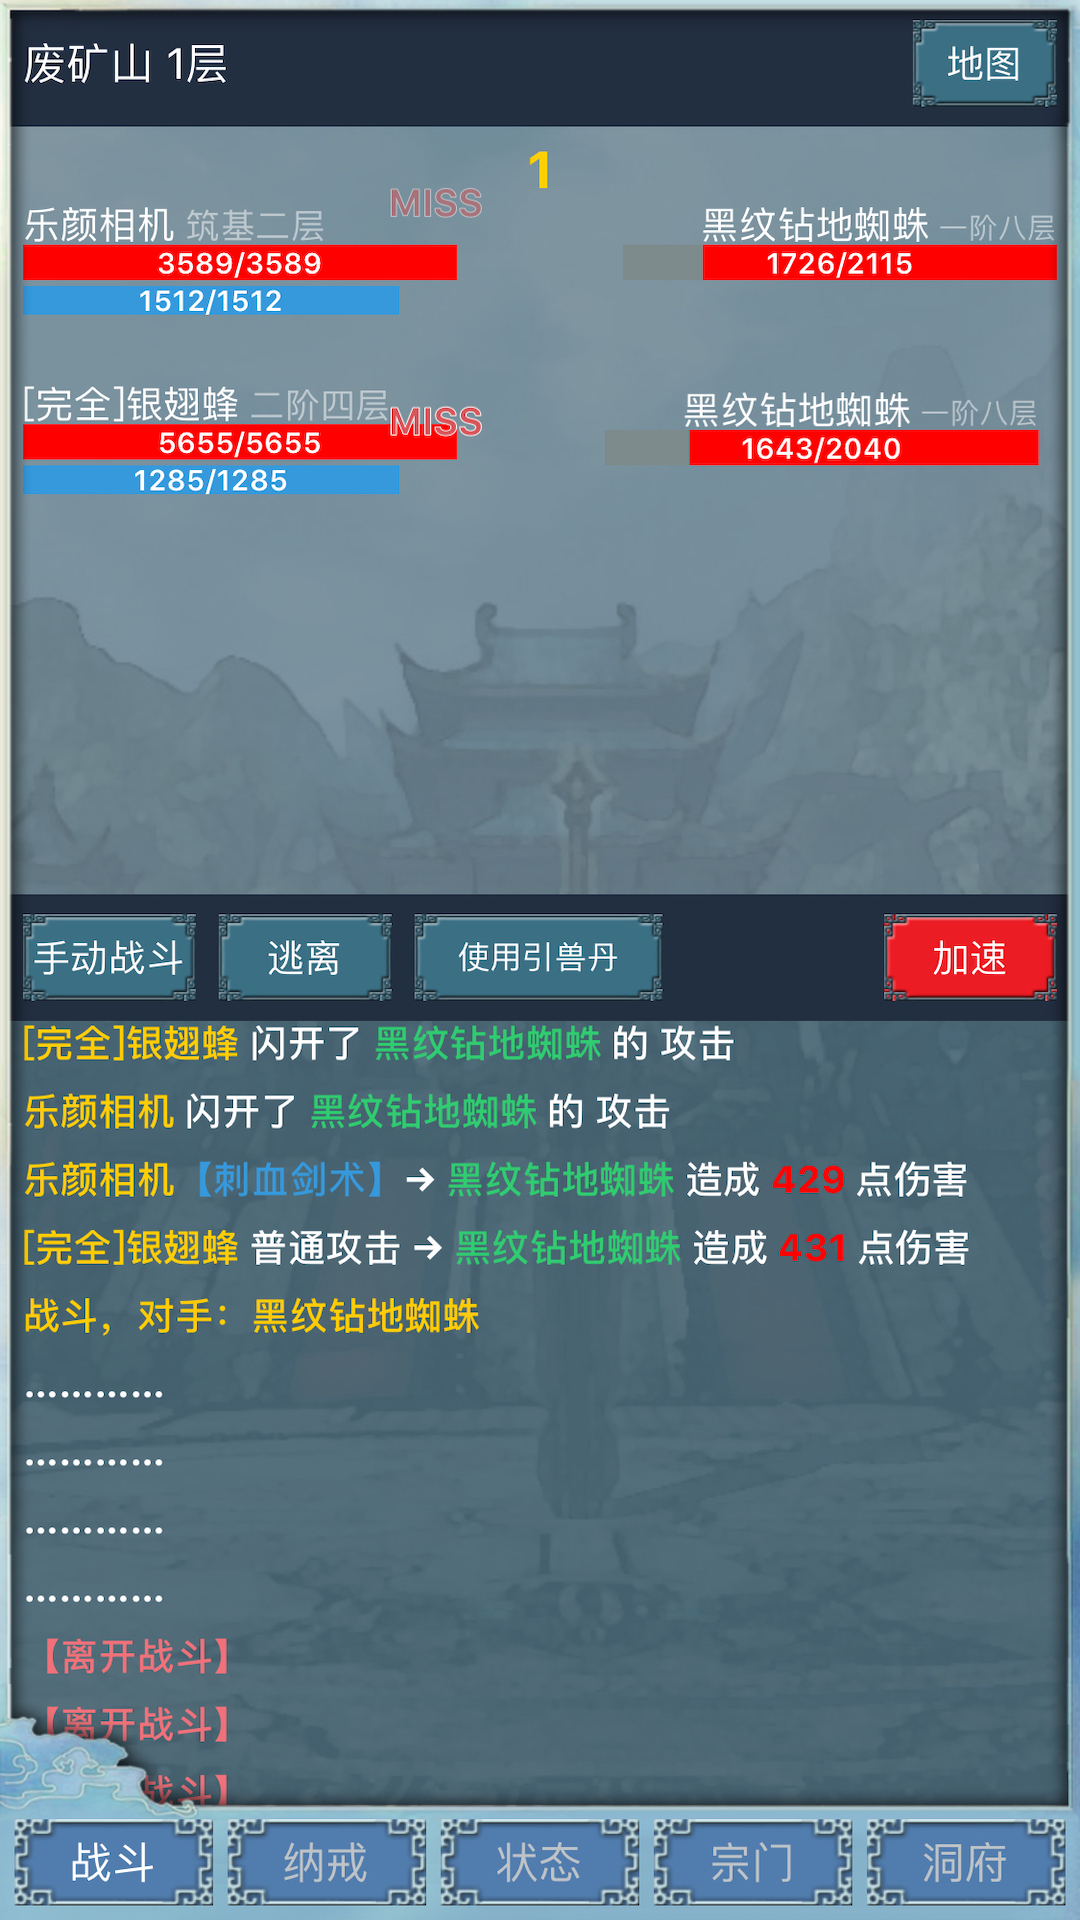 废矿山 1层
地图
1
MISS
乐颜相机 筑基二层
黑纹钻地蜘蛛 一阶八层
3589/3589
1726/2115
1512/1512
[完全]银翅蜂 二阶四层
MISS
黑纹钻地蜘蛛 一阶八层
5655/5655
1643/2040
1285/1285
手动战斗
逃离
使用引兽丹
加速
[完全]银翅蜂 闪开了 黑纹钻地蜘蛛 的 攻击
乐颜相机 闪开了 黑纹钻地蜘蛛 的 攻击
乐颜相机【刺血剑术】→ 黑纹钻地蜘蛛 造成 429 点伤害
[完全]银翅蜂 普通攻击 → 黑纹钻地蜘蛛 造成 431 点伤害
战斗，对手：黑纹钻地蜘蛛
............
............
............
............
【离开战斗】
【离开战斗】
战斗】
战斗
纳戒
状态
宗门
洞府